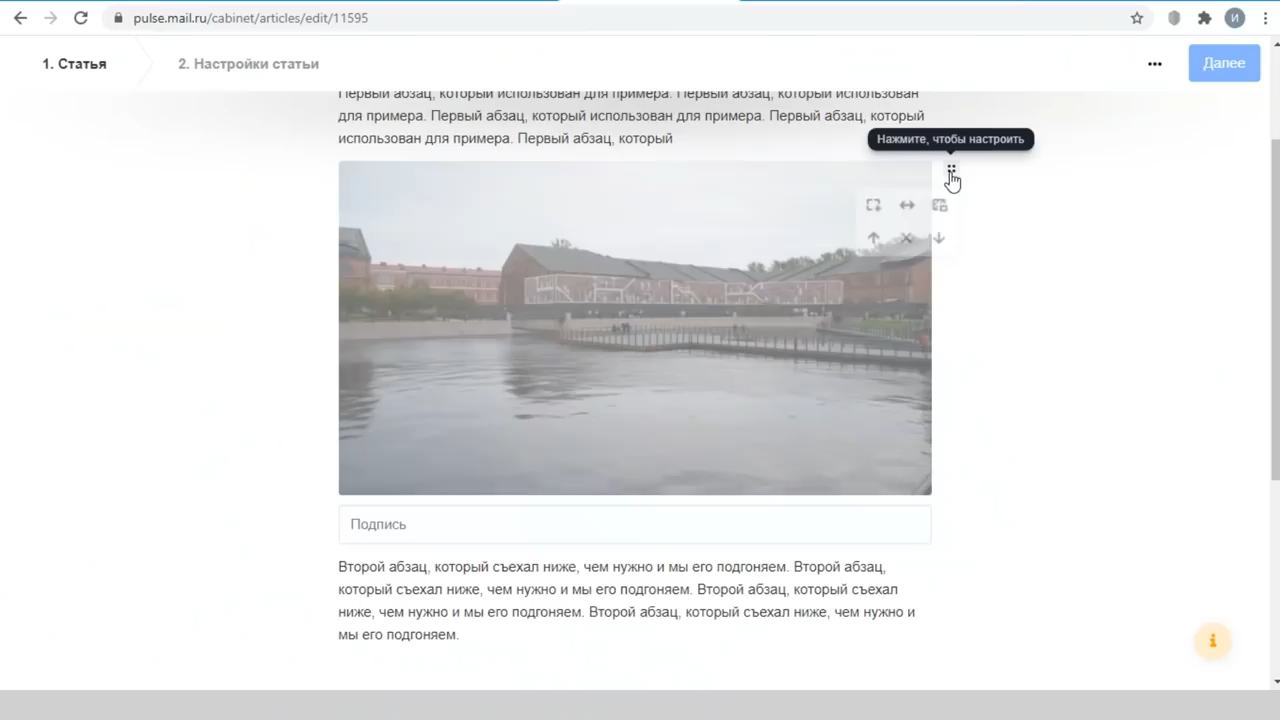 pulse.mail.ru/cabinet/articles/edit/11595
И
1. Статья
2. Настройки статьи
Далее
Первый абзац, который использован для примера. Первый абзац, который использован
для примера. Первый абзац, который использован для примера. Первый абзац, который
использован для примера. Первый абзац, который
Нажмите, чтобы настроить
Подпись
Второй абзац, который съехал ниже, чем нужно и мы его подгоняем. Второй абзац,
который съехал ниже, чем нужно и мы его подгоняем. Второй абзац, который съехал
ниже, чем нужно и мы его подгоняем. Второй абзац, который съехал ниже, чем нужно и
мы его подгоняем.